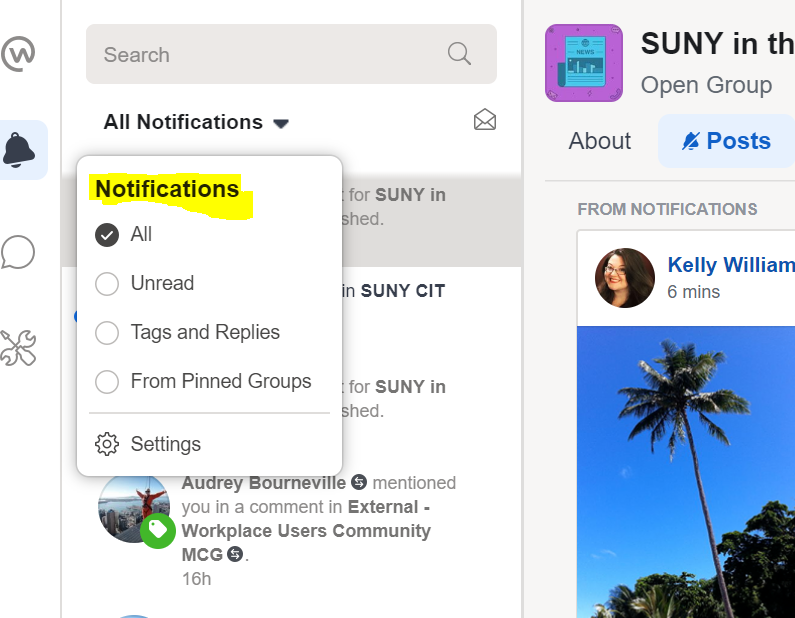 Search
All Notifications
Notifications
All
Unread
Tags and Replies
From Pinned Groups
Settings
t for SUNY in
shed.
in SUNY CIT
t for SUNY in
shed.
Audrey Bourneville mentioned
you in a comment in External -
Workplace Users Community
MCG.
16h
SUNY in th
Open Group
NEWS
About
Posts
FROM NOTIFICATIONS
Kelly William
6 mins